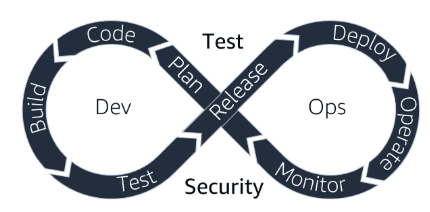 Code
Test
Deploy
Plan
Release
Build
Dev
Ops
Operate
Test
Security
Monitor